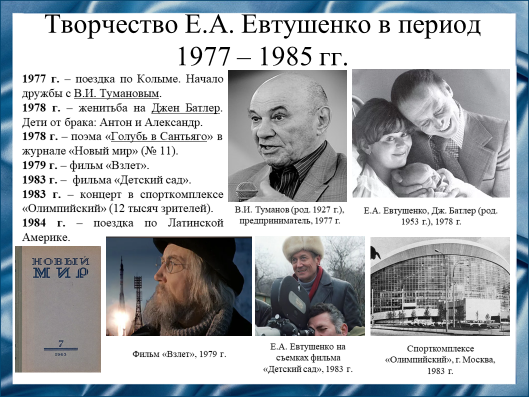 Творчество Е.А. Евтушенко в период
1977 – 1985 гг.
1977 г. – поездка по Колыме. Начало
дружбы с В.И. Тумановым.
1978 г. – женитьба на Джен Батлер.
Дети от брака: Антон и Александр.
1978 г. – поэма «Голубь в Сантьяго» в
журнале «Новый мир» (№ 11).
1979 г. – фильм «Взлет».
1983 г. – фильма «Детский сад».
1983 г. – концерт в спорткомплексе
«Олимпийский» (12 тысяч зрителей).
1984 г. – поездка по Латинской
Америке.
В.И. Туманов (род. 1927 г.),
предприниматель, 1977 г.
Е.А. Евтушенко, Дж. Батлер (род.
1953 г.), 1978 г.
НОВЫЙ
МИР
7
Фильм «Взлет», 1979 г.
Е.А. Евтушенко на
съемках фильма
«Детский сад», 1983 г.
Спорткомплексе
«Олимпийский», г. Москва,
1983 г.